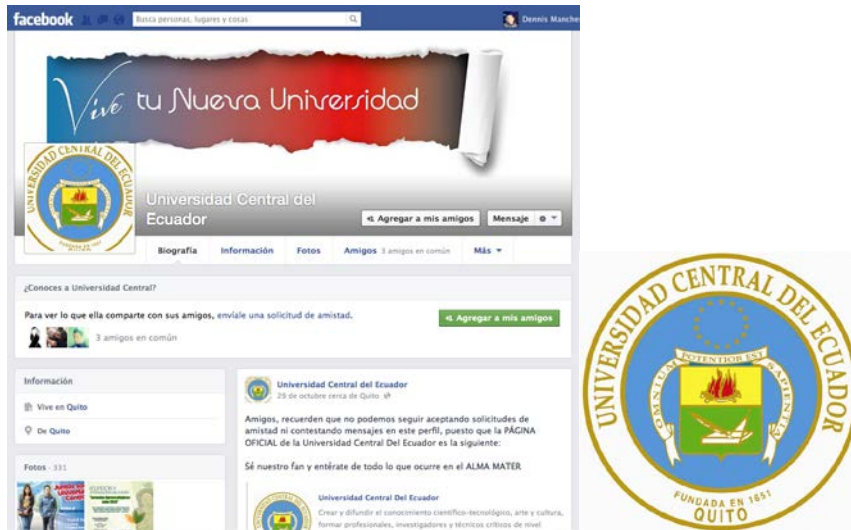 facebook
Busca personas, lugares y cosas
Dennis Manche
Vive tu Nueva Universidad
UNIVERSIDAD CENTRAL DEL ECUADOR
FUNDADA EN 1651
Universidad Central del
Ecuador
Agregar a mis amigos
Mensaje
Biografía
Información
Fotos
Amigos 3 amigos en común
Más
¿Conoces a Universidad Central?
Para ver lo que ella comparte con sus amigos, envíale una solicitud de amistad.
Agregar a mis amigos
3 amigos en común
Información
Vive en Quito
De Quito
Fotos · 331
Universidad Central del Ecuador
29 de octubre cerca de Quito
Amigos, recuerden que no podemos seguir aceptando solicitudes de
amistad ni contestando mensajes en este perfil, puesto que la PÁGINA
OFICIAL de la Universidad Central Del Ecuador es la siguiente:
Sé nuestro fan y entérate de todo lo que ocurre en el ALMA MATER
Universidad Central Del Ecuador
Crear y difundir el conocimiento científico-tecnológico, arte y cultura,
formar profesionales, investigadores y técnicos críticos de nivel
UNIVERSIDAD CENTRAL DEL ECUADOR
OMNIUM POTENTIOR EST SAPIENTIA
FUNDADA EN 1651
QUITO